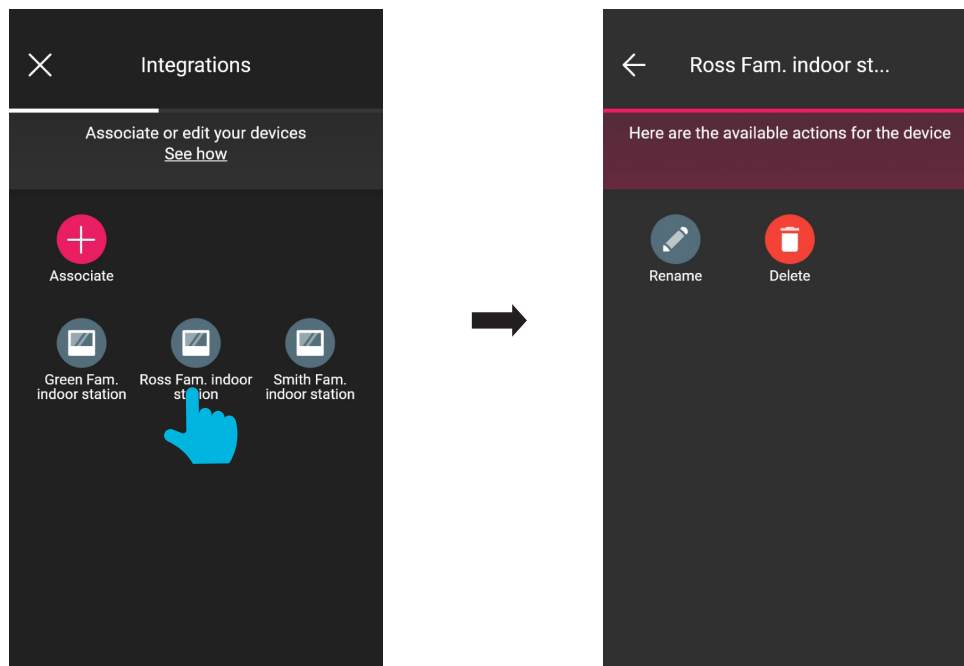 Integrations
Associate or edit your devices
See how
Associate
Green Fam.
indoor station
Ross Fam. indoor
Smith Fam.
indoor station
Ross Fam. indoor st...
Here are the available actions for the device
Rename
Delete